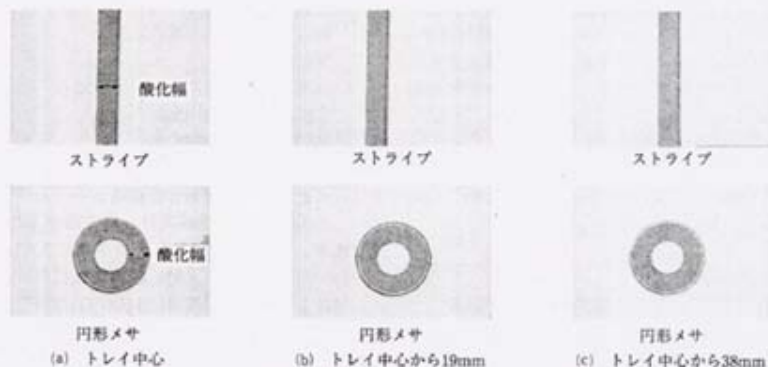 酸化幅
ストライプ
ストライプ
ストライプ
酸化幅
円形メサ
円形メサ
円形メサ
(a) トレイ中心
(b) トレイ中心から19mm
(c) トレイ中心から38mm